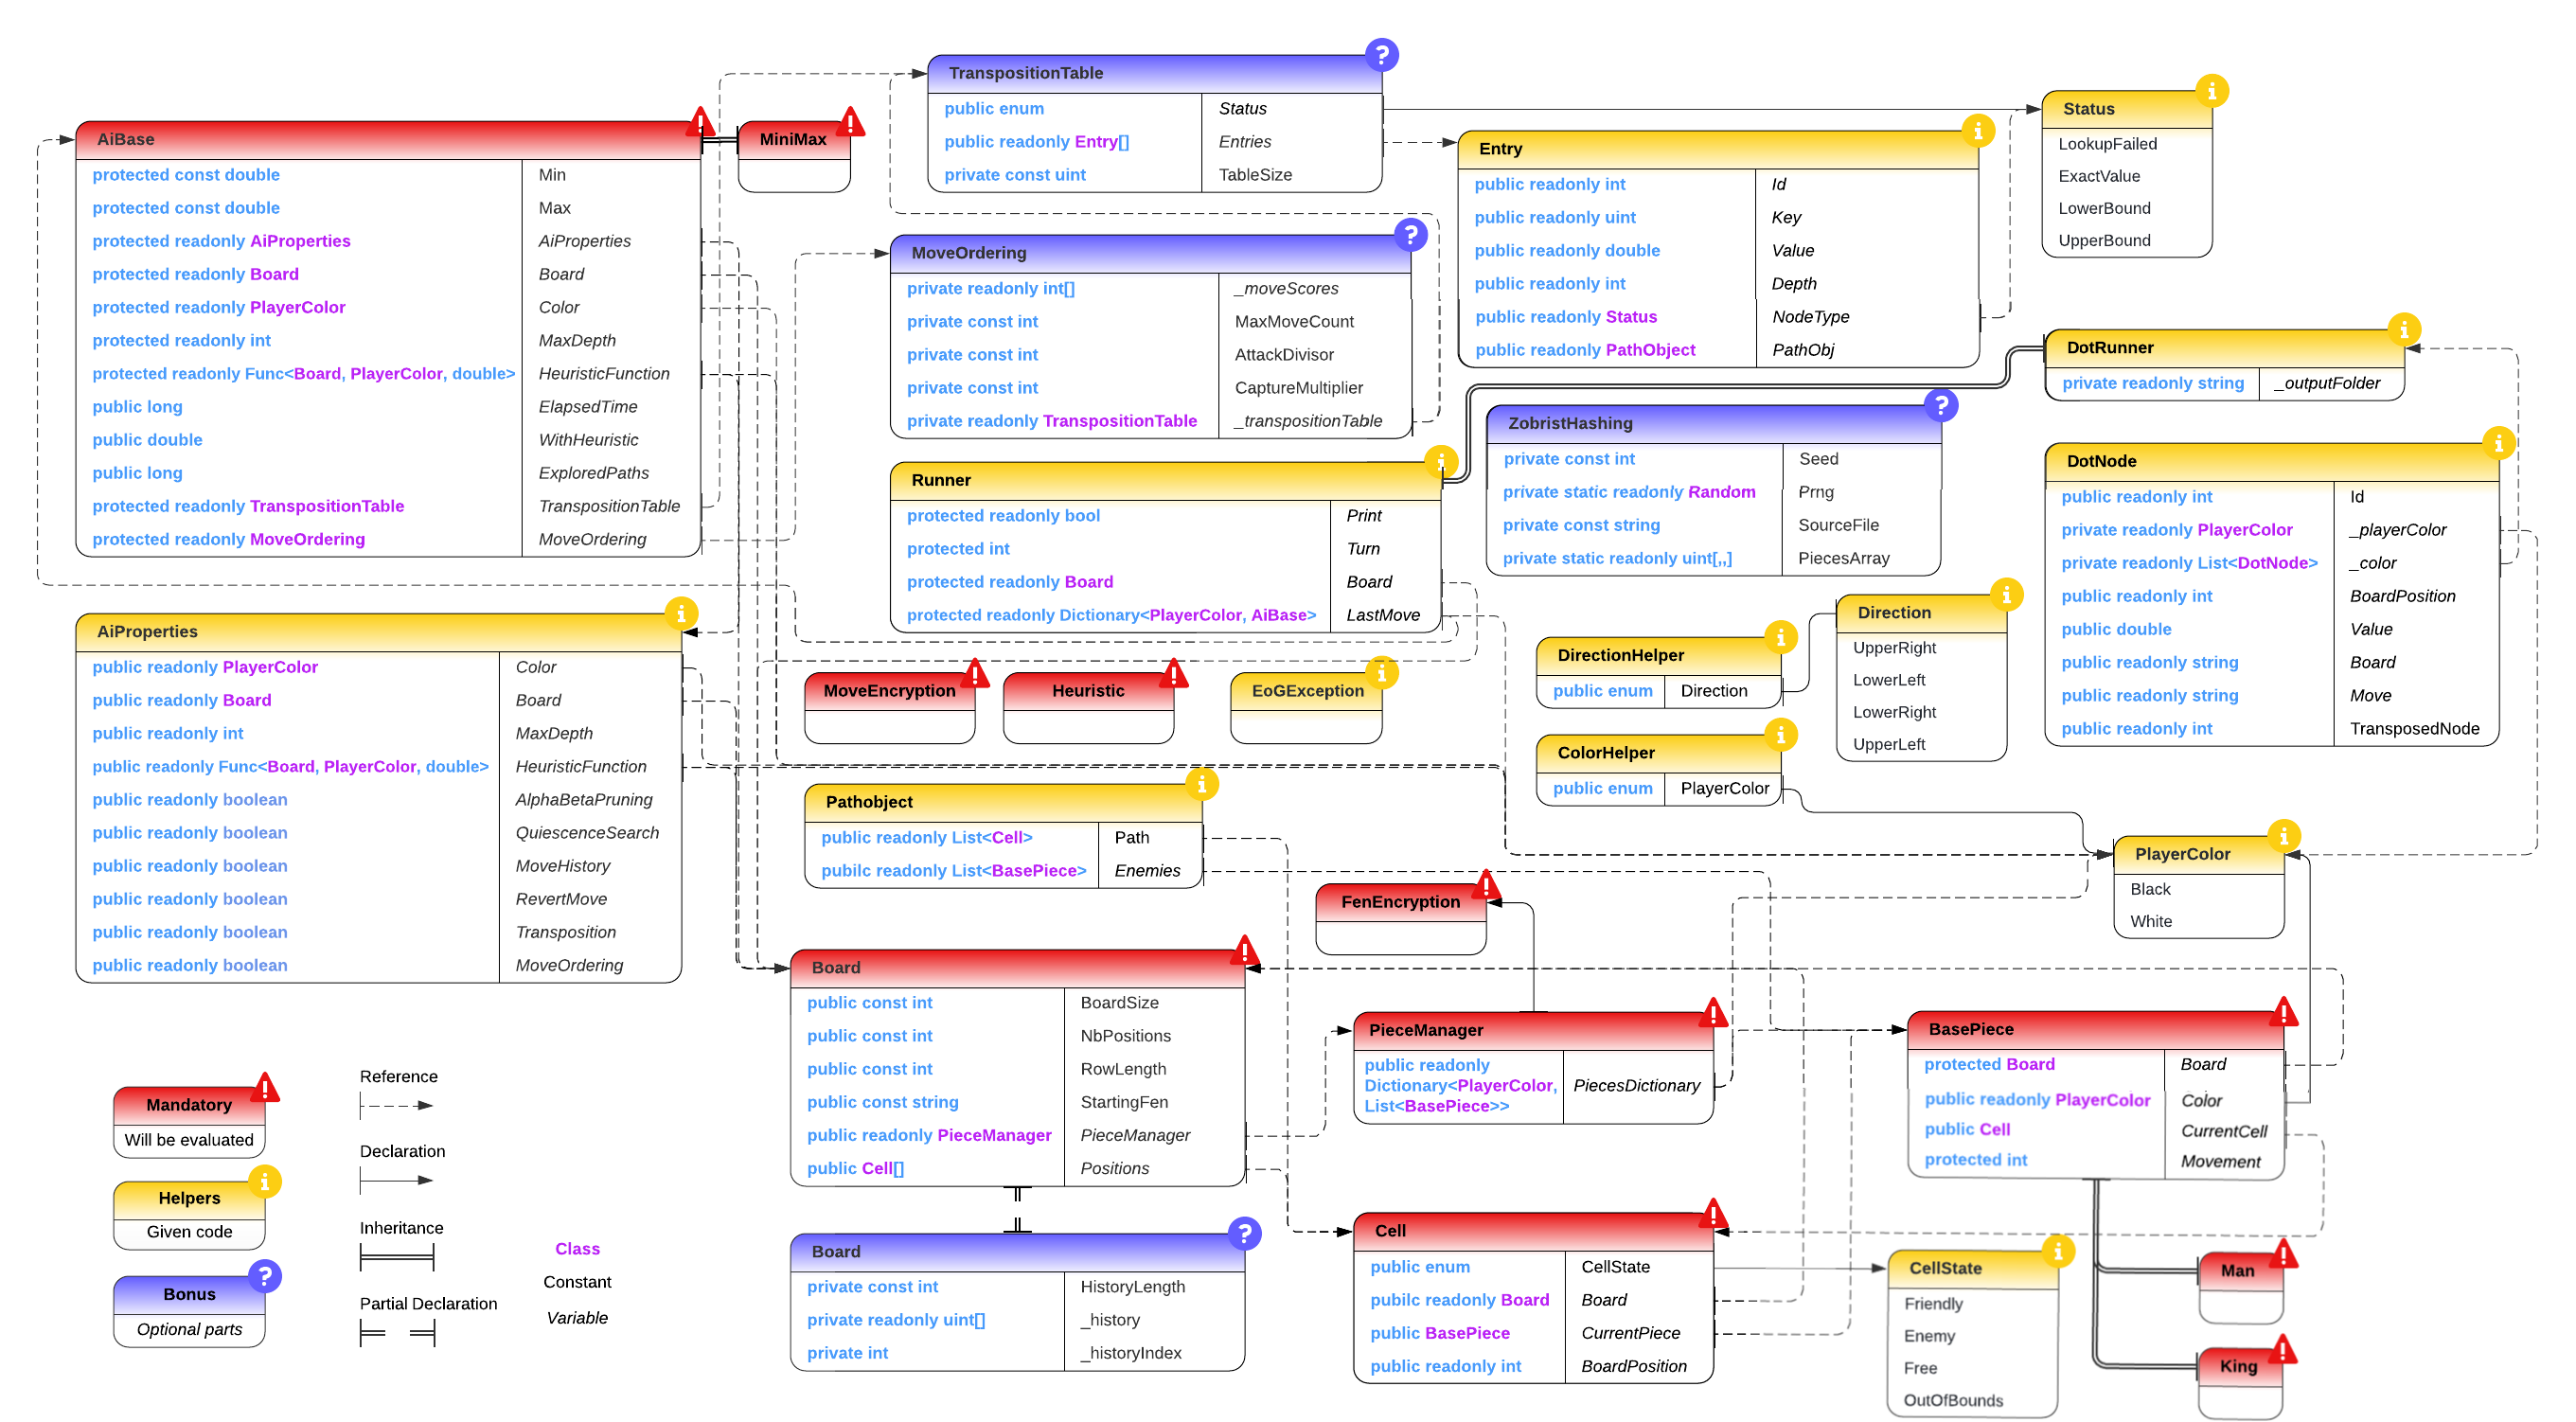 TranspositionTable
public enum Status
public readonly Entry[] Entries
private const uint TableSize
Status
LookupFailed
ExactValue
LowerBound
UpperBound
AiBase
protected const double Min
protected const double Max
protected readonly AiProperties AiProperties
protected readonly Board Board
protected readonly PlayerColor Color
protected readonly int MaxDepth
protected readonly Func<Board, PlayerColor, double> HeuristicFunction
public long ElapsedTime
public double WithHeuristic
public long ExploredPaths
protected readonly TranspositionTable TranspositionTable
protected readonly MoveOrdering MoveOrdering
MiniMax
Entry
public readonly int Id
public readonly uint Key
public readonly double Value
public readonly int Depth
public readonly Status NodeType
public readonly PathObject PathObj
MoveOrdering
private readonly int[] _moveScores
private const int MaxMoveCount
private const int AttackDivisor
private const int CaptureMultiplier
private readonly TranspositionTable _transpositionTable
DotRunner
private readonly string _outputFolder
ZobristHashing
private const int Seed
private static readonly Random Prng
private const string SourceFile
private static readonly uint[,,] PiecesArray
DotNode
public readonly int Id
private readonly PlayerColor _playerColor
private readonly List<DotNode> _color
public readonly int BoardPosition
public double Value
public readonly string Board
public readonly string Move
public readonly int TransposedNode
Runner
protected readonly bool Print
protected int Turn
protected readonly Board Board
protected readonly Dictionary<PlayerColor, AiBase> LastMove
AiProperties
public readonly PlayerColor Color
public readonly Board Board
public readonly int MaxDepth
public readonly Func<Board, PlayerColor, double> HeuristicFunction
public readonly boolean AlphaBetaPruning
public readonly boolean QuiescenceSearch
public readonly boolean MoveHistory
public readonly boolean RevertMove
public readonly boolean Transposition
public readonly boolean MoveOrdering
MoveEncryption
Heuristic
EoGException
DirectionHelper
public enum Direction
Direction
UpperRight
LowerLeft
LowerRight
UpperLeft
ColorHelper
public enum PlayerColor
Pathobject
public readonly List<Cell> Path
pubilc readonly List<BasePiece> Enemies
PlayerColor
Black
White
FenEncryption
Board
public const int BoardSize
public const int NbPositions
public const int RowLength
public const string StartingFen
public readonly PieceManager PieceManager
public Cell[] Positions
PieceManager
public readonly
Dictionary<PlayerColor,
List<BasePiece>>
PiecesDictionary
BasePiece
protected Board Board
public readonly PlayerColor Color
public Cell CurrentCell
protected int Movement
Board
private const int HistoryLength
private readonly uint[] _history
private int _historyIndex
Cell
public enum CellState
pubilc readonly Board Board
public BasePiece CurrentPiece
public readonly int BoardPosition
CellState
Friendly
Enemy
Free
OutOfBounds
Man
King
Mandatory
Will be evaluated
Helpers
Given code
Bonus
Optional parts
Reference
Declaration
Inheritance
Partial Declaration
Class
Constant
Variable